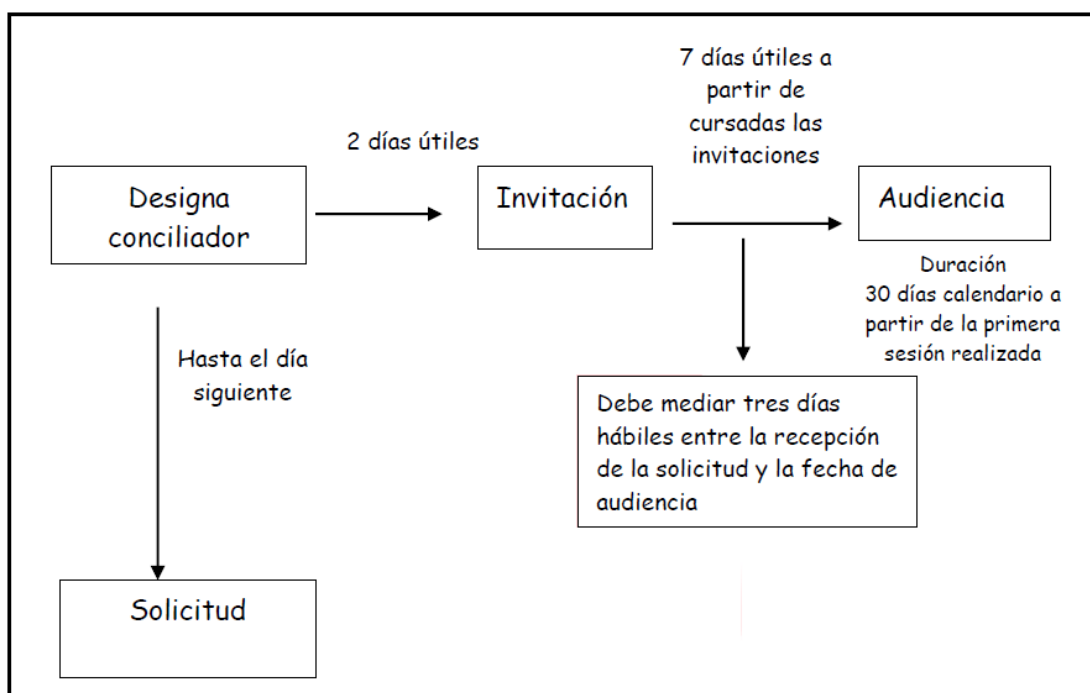 7 días útiles a
partir de
cursadas las
invitaciones
2 días útiles
Designa
conciliador
Invitación
Audiencia
Duración
30 días calendario a
partir de la primera
sesión realizada
Hasta el día
siguiente
Debe mediar tres días
hábiles entre la recepción
de la solicitud y la fecha de
audiencia
Solicitud